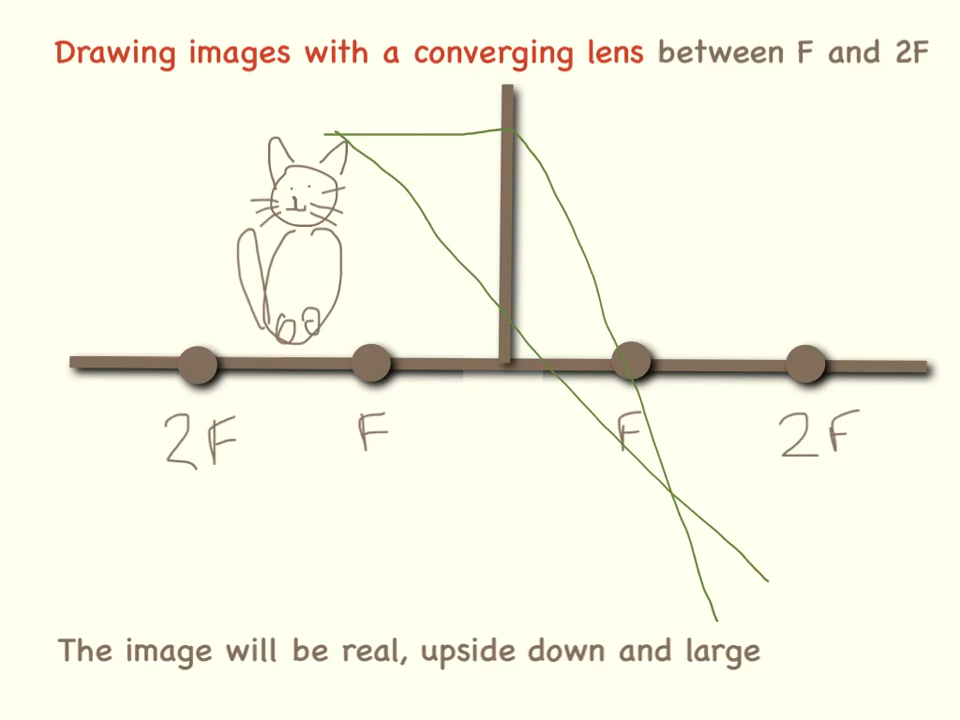 Drawing images with a converging lens between F and 2F
2F F F 2F
The image will be real, upside down and large